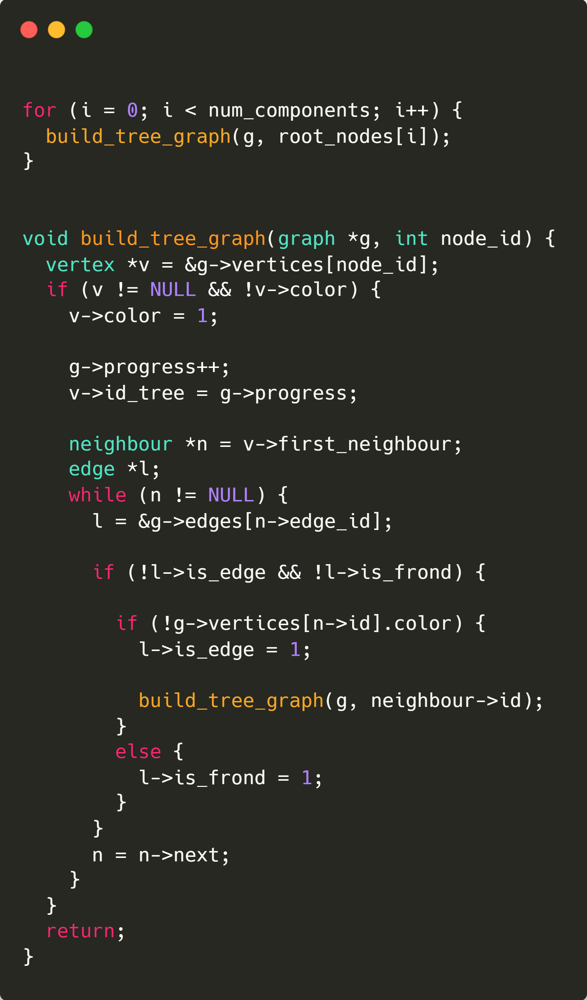 for (i = 0; i < num_components; i++) {
  build_tree_graph(g, root_nodes[i]);
}
void build_tree_graph(graph *g, int node_id) {
  vertex *v = &g->vertices[node_id];
  if (v != NULL && !v->color) {
    v->color = 1;
    g->progress++;
    v->id_tree = g->progress;
    neighbour *n = v->first_neighbour;
    edge *l;
    while (n != NULL) {
      l = &g->edges[n->edge_id];
      if (!l->is_edge && !l->is_frond) {
        if (!g->vertices[n->id].color) {
          l->is_edge = 1;
          build_tree_graph(g, neighbour->id);
        }
        else {
          l->is_frond = 1;
        }
      }
      n = n->next;
    }
  }
  return;
}